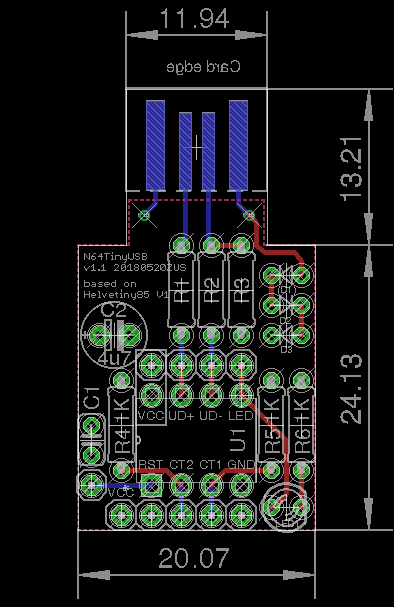 11.94
Card edge
13.21
N64TinyUSB
v1.1 20180520ZUS
based on
Helvetiny85 V1
R1
R2
R3
C2
4u7
D3
24.13
C1
R4
1K
VCC UD+ UD- LED
U1
R5
1K
R6
1K
RST CT2 CT1 GND
VCC
20.07